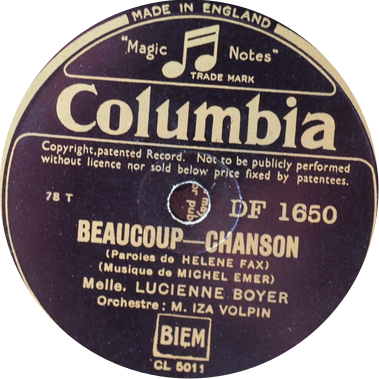 MADE IN ENGLAND
"Magic Notes"
TRADE MARK
Columbia
Copyright, patented Record. Not to be publicly performed
without licence nor sold below price fixed by patentees.
78 T
DF 1650
BEAUCOUP—CHANSON
(Paroles de HELENE FAX)
(Musique de MICHEL EMER)
Melle. LUCIENNE BOYER
Orchestre: M. IZA VOLPIN
BIEM
CL 5011